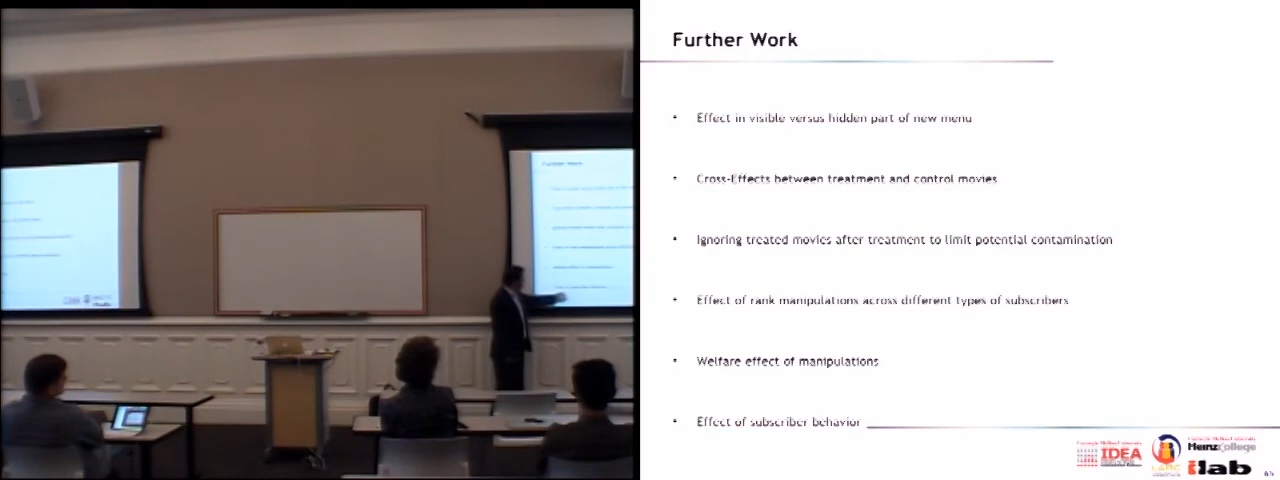 Further Work
• Effect in visible versus hidden part of new menu
• Cross-Effects between treatment and control movies
• Ignoring treated movies after treatment to limit potential contamination
• Effect of rank manipulations across different types of subscribers
• Welfare effect of manipulations
• Effect of subscriber behavior
IDEA
HeinzCollege
ilab